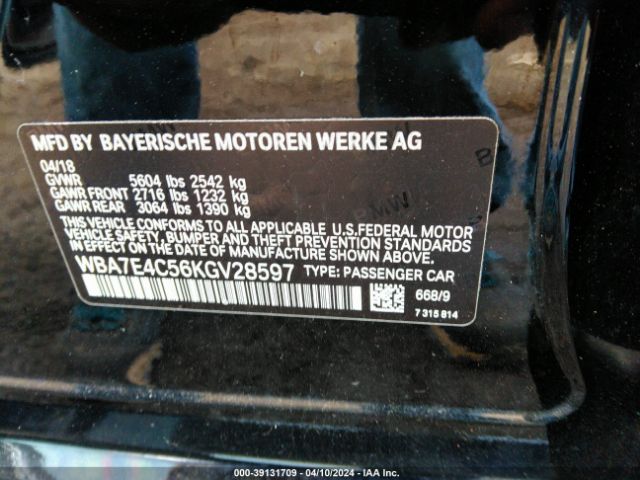 MFD BY BAYERISCHE MOTOREN WERKE AG
04/18
GVWR 5604 lbs 2542 kg
GAWR FRONT 2716 lbs 1232 kg
GAWR REAR 3064 lbs 1390 kg
THIS VEHICLE CONFORMS TO ALL APPLICABLE U.S.FEDERAL MOTOR
VEHICLE SAFETY, BUMPER AND THEFT PREVENTION STANDARDS
IN EFFECT ON THE DATE OF MANUFACTURE SHOWN ABOVE.
WBA7E4C56KGV28597 TYPE: PASSENGER CAR
668/9
7 315 814
000-39131709 - 04/10/2024 - IAA Inc.